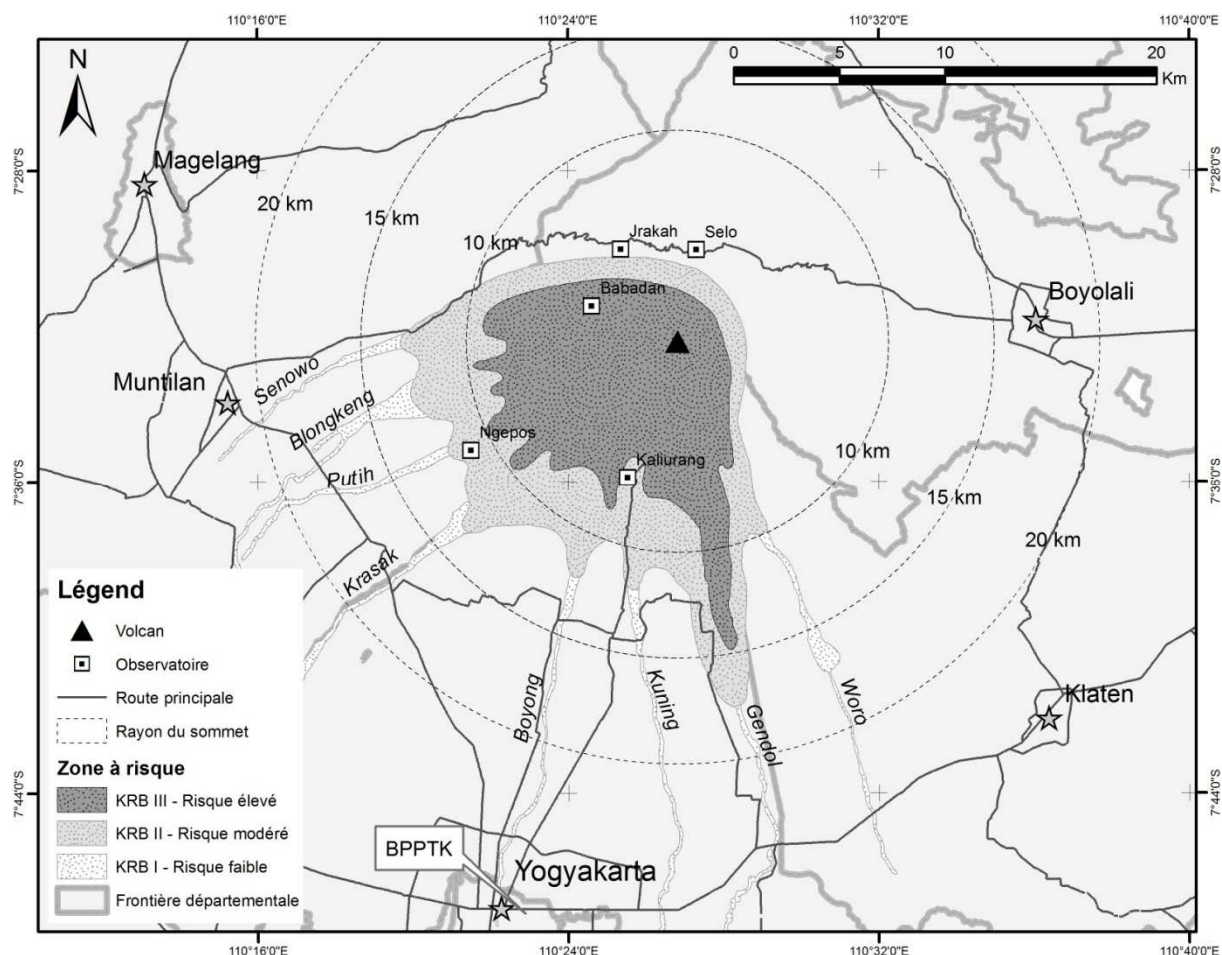 110°16'0"E
110°24'0"E
110°32'0"E
110°40'0"E
N
0
5
10
20
Km
7°28'0"S
7°28'0"S
Magelang
20 km
15 km
10 km
Jrakah
Selo
Babadan
Boyolali
Muntilan
Senowo
Blongkeng
Ngepos
Putih
Kaliurang
10 km
15 km
20 km
7°36'0"S
7°36'0"S
Krasak
Légend
Volcan
Observatoire
Route principale
Rayon du sommet
Zone à risque
KRB III - Risque élevé
KRB II - Risque modéré
KRB I - Risque faible
Frontière départementale
Boyong
Kuning
Gendol
Woro
Klaten
7°44'0"S
7°44'0"S
BPPTK
Yogyakarta
110°16'0"E
110°24'0"E
110°32'0"E
110°40'0"E